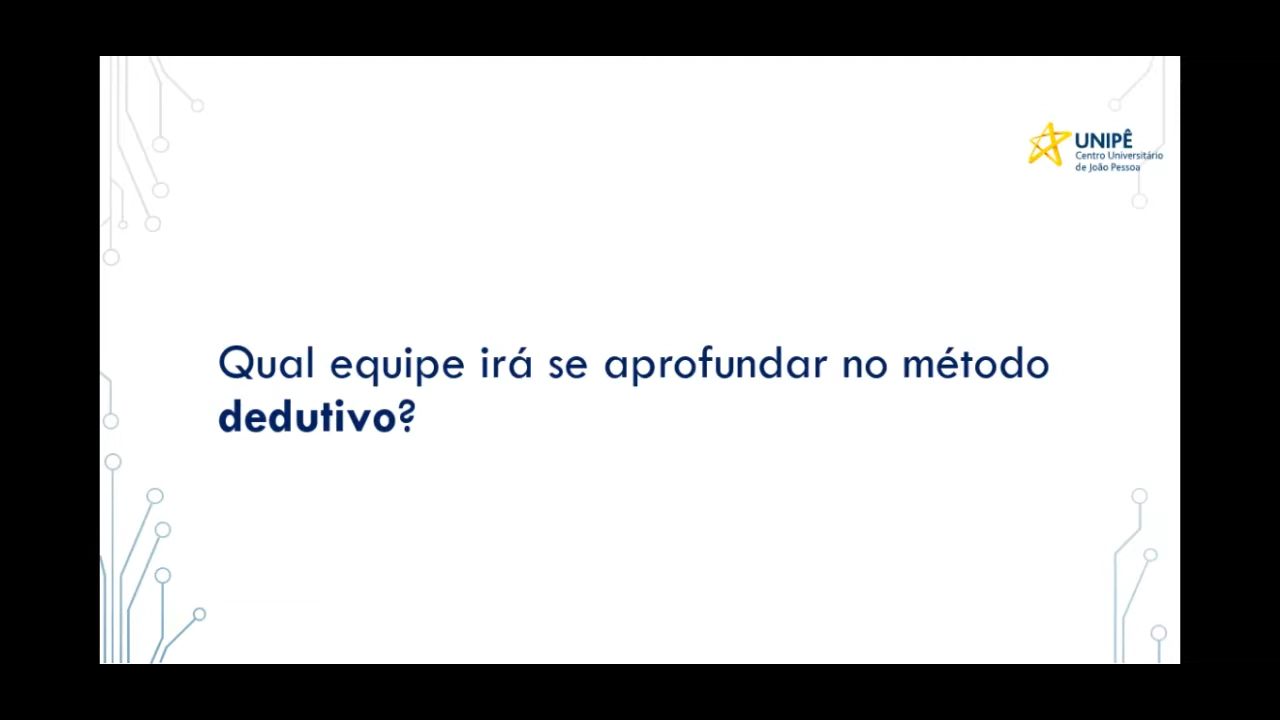 UNIPÊ
Centro Universitário
de João Pessoa
Qual equipe irá se aprofundar no método
dedutivo?